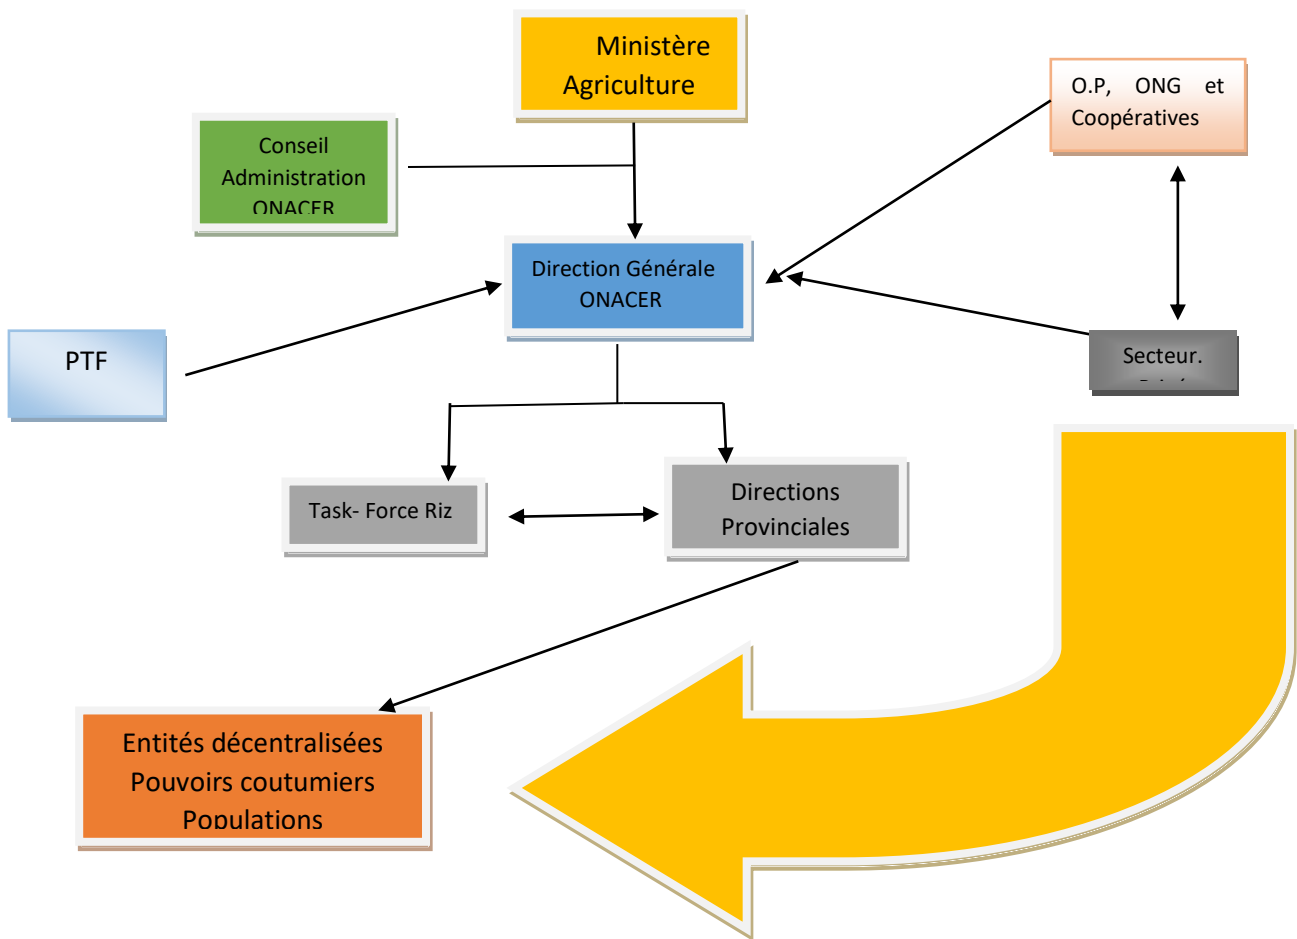 Ministère
Agriculture
O.P, ONG et
Coopératives
Conseil
Administration
ONACER
Direction Générale
ONACER
PTF
Secteur.
Task- Force Riz
Directions
Provinciales
Entités décentralisées
Pouvoirs coutumiers
Populations